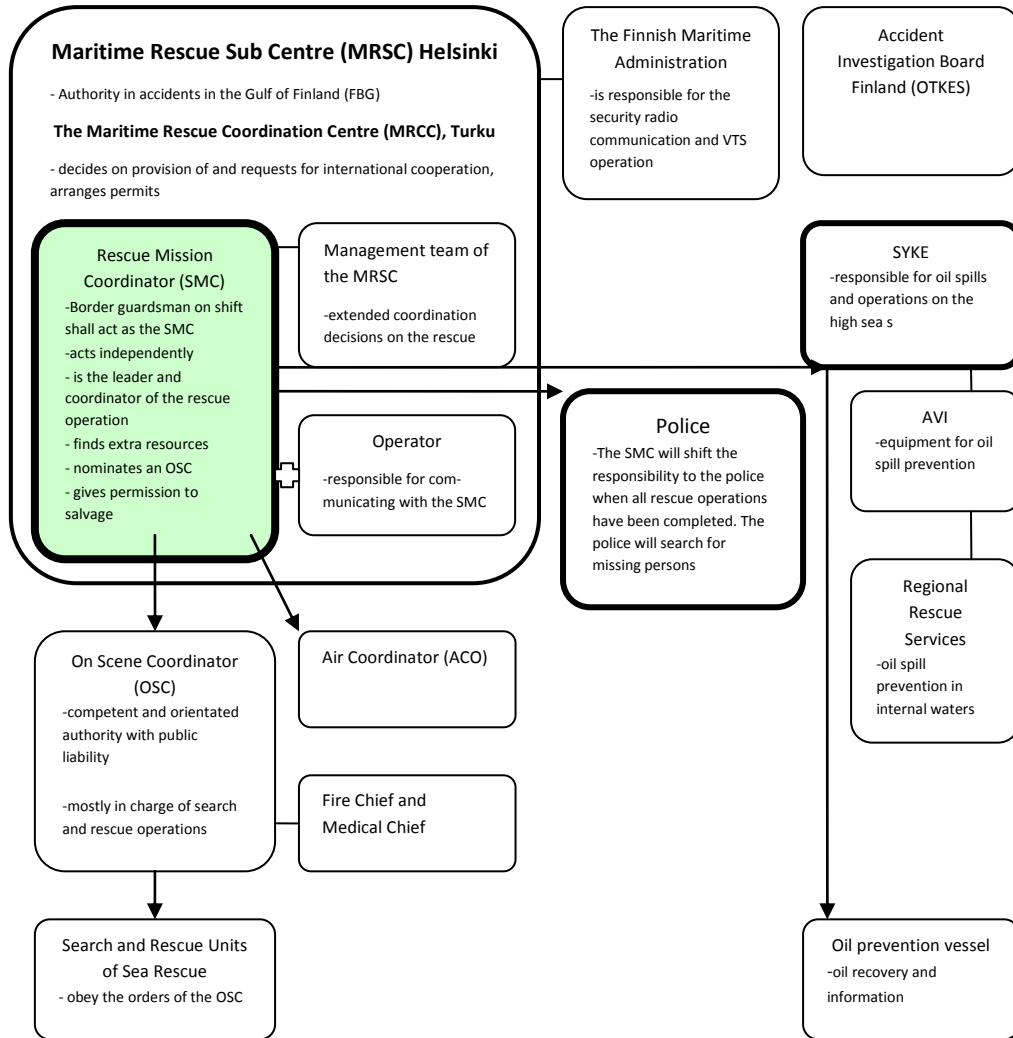 Maritime Rescue Sub Centre (MRSC) Helsinki
- Authority in accidents in the Gulf of Finland (FBG)
The Maritime Rescue Coordination Centre (MRCC), Turku
- decides on provision of and requests for international cooperation,
arranges permits
The Finnish Maritime
Administration
-is responsible for the
security radio
communication and VTS
operation
Accident
Investigation Board
Finland (OTKES)
Rescue Mission
Coordinator (SMC)
-Border guardsman on shift
shall act as the SMC
-acts independently
- is the leader and
coordinator of the rescue
operation
- finds extra resources
- nominates an OSC
- gives permission to
salvage
Management team of
the MRSC
-extended coordination
decisions on the rescue
Operator
-responsible for com-
municating with the SMC
Police
-The SMC will shift the
responsibility to the police
when all rescue operations
have been completed. The
police will search for
missing persons
SYKE
-responsible for oil spills
and operations on the
high sea s
AVI
-equipment for oil
spill prevention
Regional
Rescue
Services
-oil spill
prevention in
internal waters
On Scene Coordinator
(OSC)
-competent and orientated
authority with public
liability
-mostly in charge of search
and rescue operations
Air Coordinator (ACO)
Fire Chief and
Medical Chief
Search and Rescue Units
of Sea Rescue
- obey the orders of the OSC
Oil prevention vessel
-oil recovery and
information